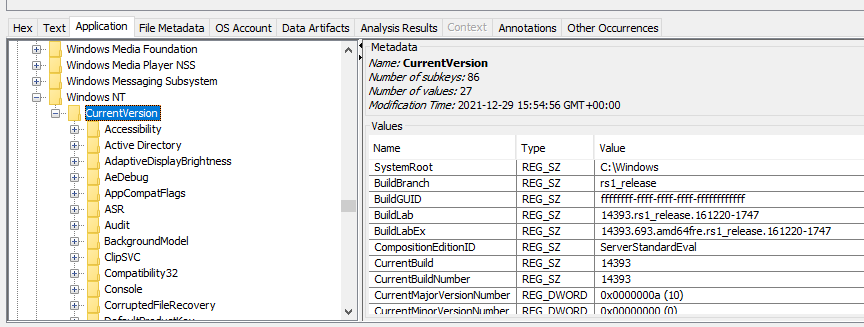 Hex Text Application File Metadata OS Account Data Artifacts Analysis Results Context Annotations Other Occurrences
Windows Media Foundation
Windows Media Player NSS
Windows Messaging Subsystem
Windows NT
CurrentVersion
Accessibility
Active Directory
AdaptiveDisplayBrightness
AeDebug
AppCompatFlags
ASR
Audit
BackgroundModel
ClipSVC
Compatibility32
Console
CorruptedFileRecovery
DefaultProductKey
Metadata
Name: CurrentVersion
Number of subkeys: 86
Number of values: 27
Modification Time: 2021-12-29 15:54:56 GMT+00:00
Values
Name Type Value
SystemRoot REG_SZ C:\Windows
BuildBranch REG_SZ rs1_release
BuildGUID REG_SZ ffffffff-ffff-ffff-ffff-ffffffffffff
BuildLab REG_SZ 14393.rs1_release.161220-1747
BuildLabEx REG_SZ 14393.693.amd64fre.rs1_release.161220-1747
CompositionEditionID REG_SZ ServerStandardEval
CurrentBuild REG_SZ 14393
CurrentBuildNumber REG_SZ 14393
CurrentMajorVersionNumber REG_DWORD 0x0000000a (10)
CurrentMinorVersionNumber REG_DWORD 0x00000000 (0)